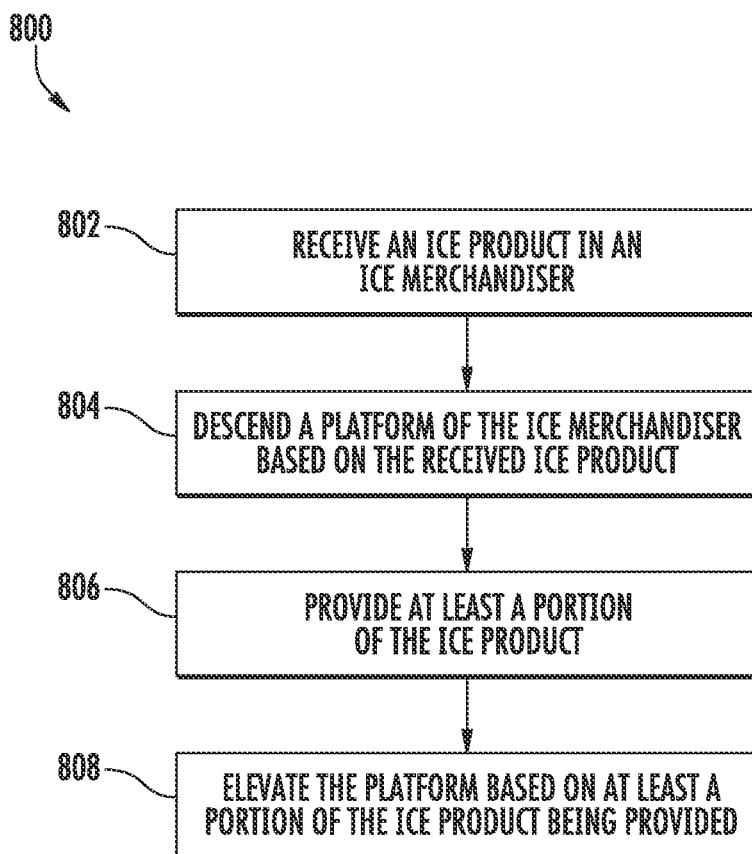 800
802
RECEIVE AN ICE PRODUCT IN AN
ICE MERCHANDISER
804
DESCEND A PLATFORM OF THE ICE MERCHANDISER
BASED ON THE RECEIVED ICE PRODUCT
806
PROVIDE AT LEAST A PORTION
OF THE ICE PRODUCT
808
ELEVATE THE PLATFORM BASED ON AT LEAST A
PORTION OF THE ICE PRODUCT BEING PROVIDED